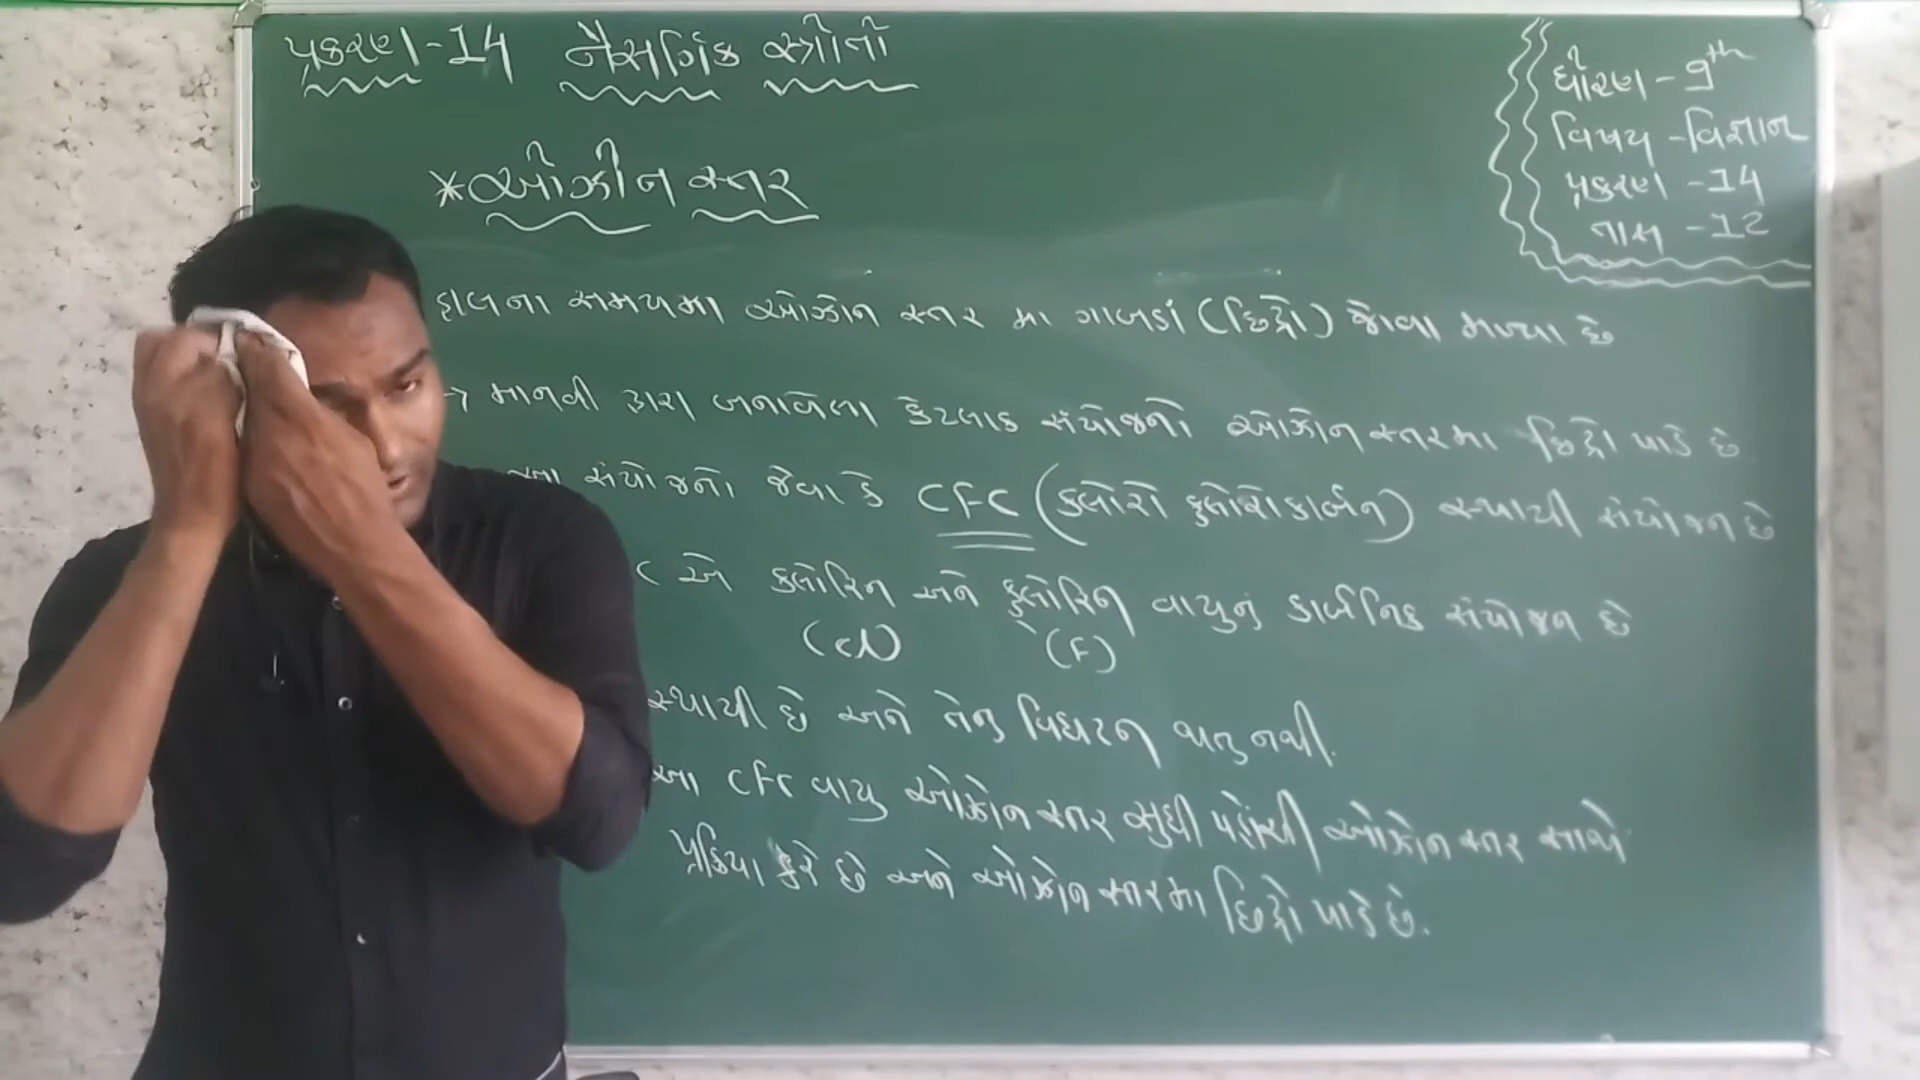 પ્રકરણ-14 નૈસર્ગિક સ્ત્રોતો
ધોરણ - 9th
વિષય - વિજ્ઞાન
પ્રકરણ - 14
તાસ - 12
*ઓઝોન સ્તર
હાલના સમયમા ઓઝોન સ્તર મા ગાબડાં (છિદ્રો) જોવા મળ્યા છે
→ માનવી દ્વારા બનાવેલા કેટલાક સંયોજનો ઓઝોન સ્તરમા છિદ્રો પાડે છે
આ સંયોજનો જેવા કે CFC (ક્લોરો ફ્લોરોકાર્બન) સ્થાયી સંયોજન છે
C એ ક્લોરિન અને ફ્લોરિન વાયુનું કાર્બનિક સંયોજન છે
(Cl) (F)
સ્થાયી છે અને તેનુ વિઘટન થતુ નથી.
આ CFC વાયુ ઓઝોન સ્તર સુધી પહોંચી ઓઝોન સ્તર સાથે
પ્રક્રિયા કરે છે અને ઓઝોન સ્તરમા છિદ્રો પાડે છે.